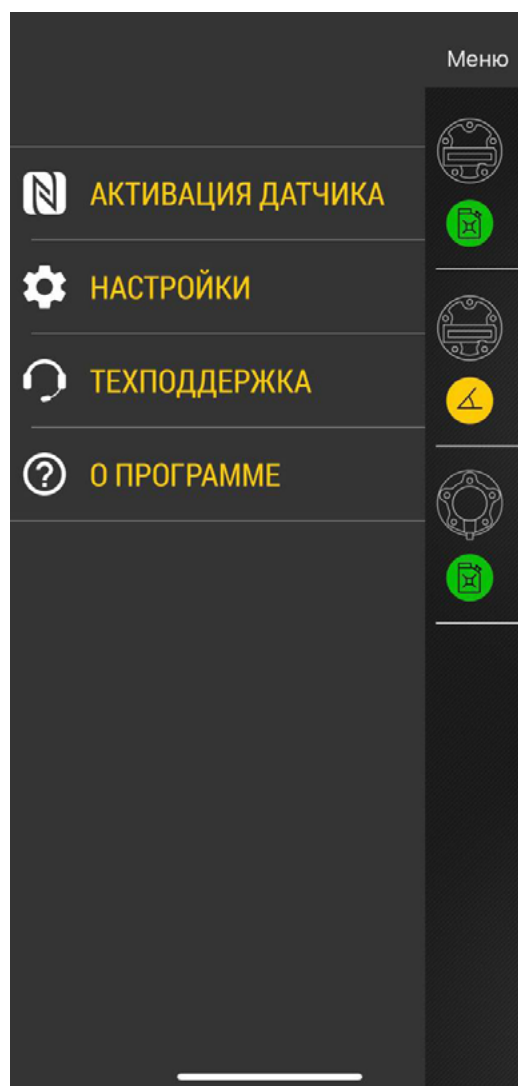 Меню
АКТИВАЦИЯ ДАТЧИКА
НАСТРОЙКИ
ТЕХПОДДЕРЖКА
О ПРОГРАММЕ